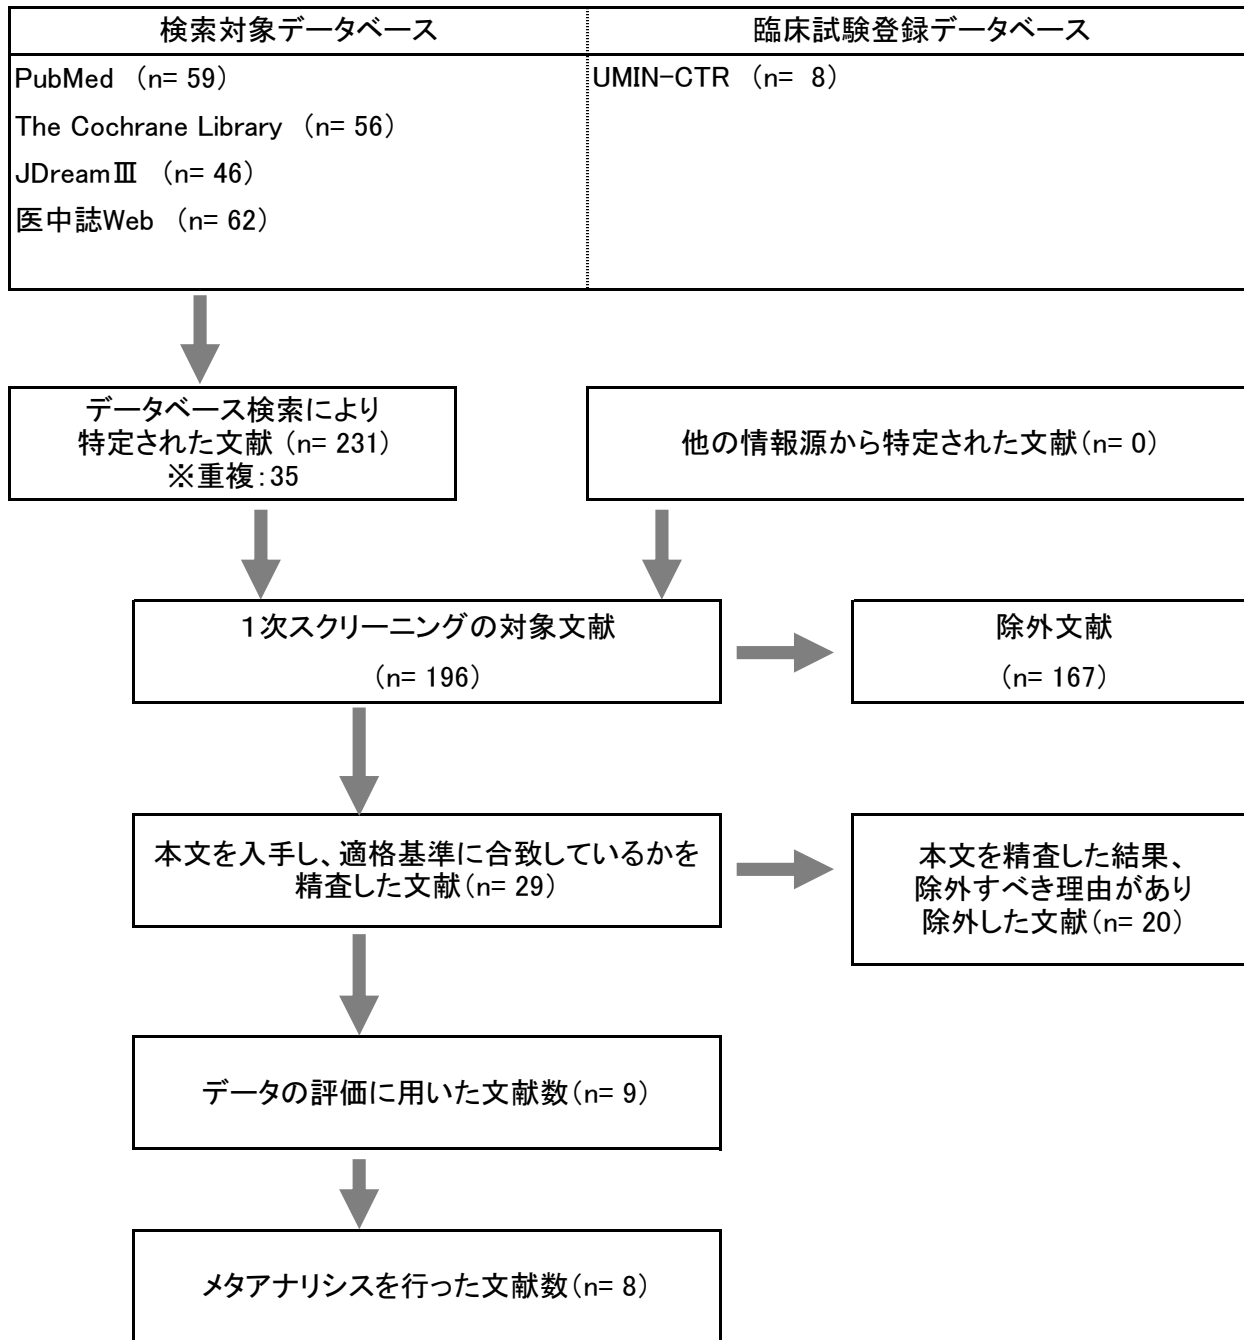 検索対象データベース
臨床試験登録データベース
PubMed （n= 59）
The Cochrane Library （n= 56）
JDreamⅢ （n= 46）
医中誌Web （n= 62）
UMIN-CTR （n= 8）
データベース検索により
特定された文献 （n= 231）
※重複：35
他の情報源から特定された文献（n= 0）
１次スクリーニングの対象文献
（n= 196）
除外文献
（n= 167）
本文を入手し、適格基準に合致しているかを
精査した文献（n= 29）
本文を精査した結果、
除外すべき理由があり
除外した文献（n= 20）
データの評価に用いた文献数（n= 9）
メタアナリシスを行った文献数（n= 8）